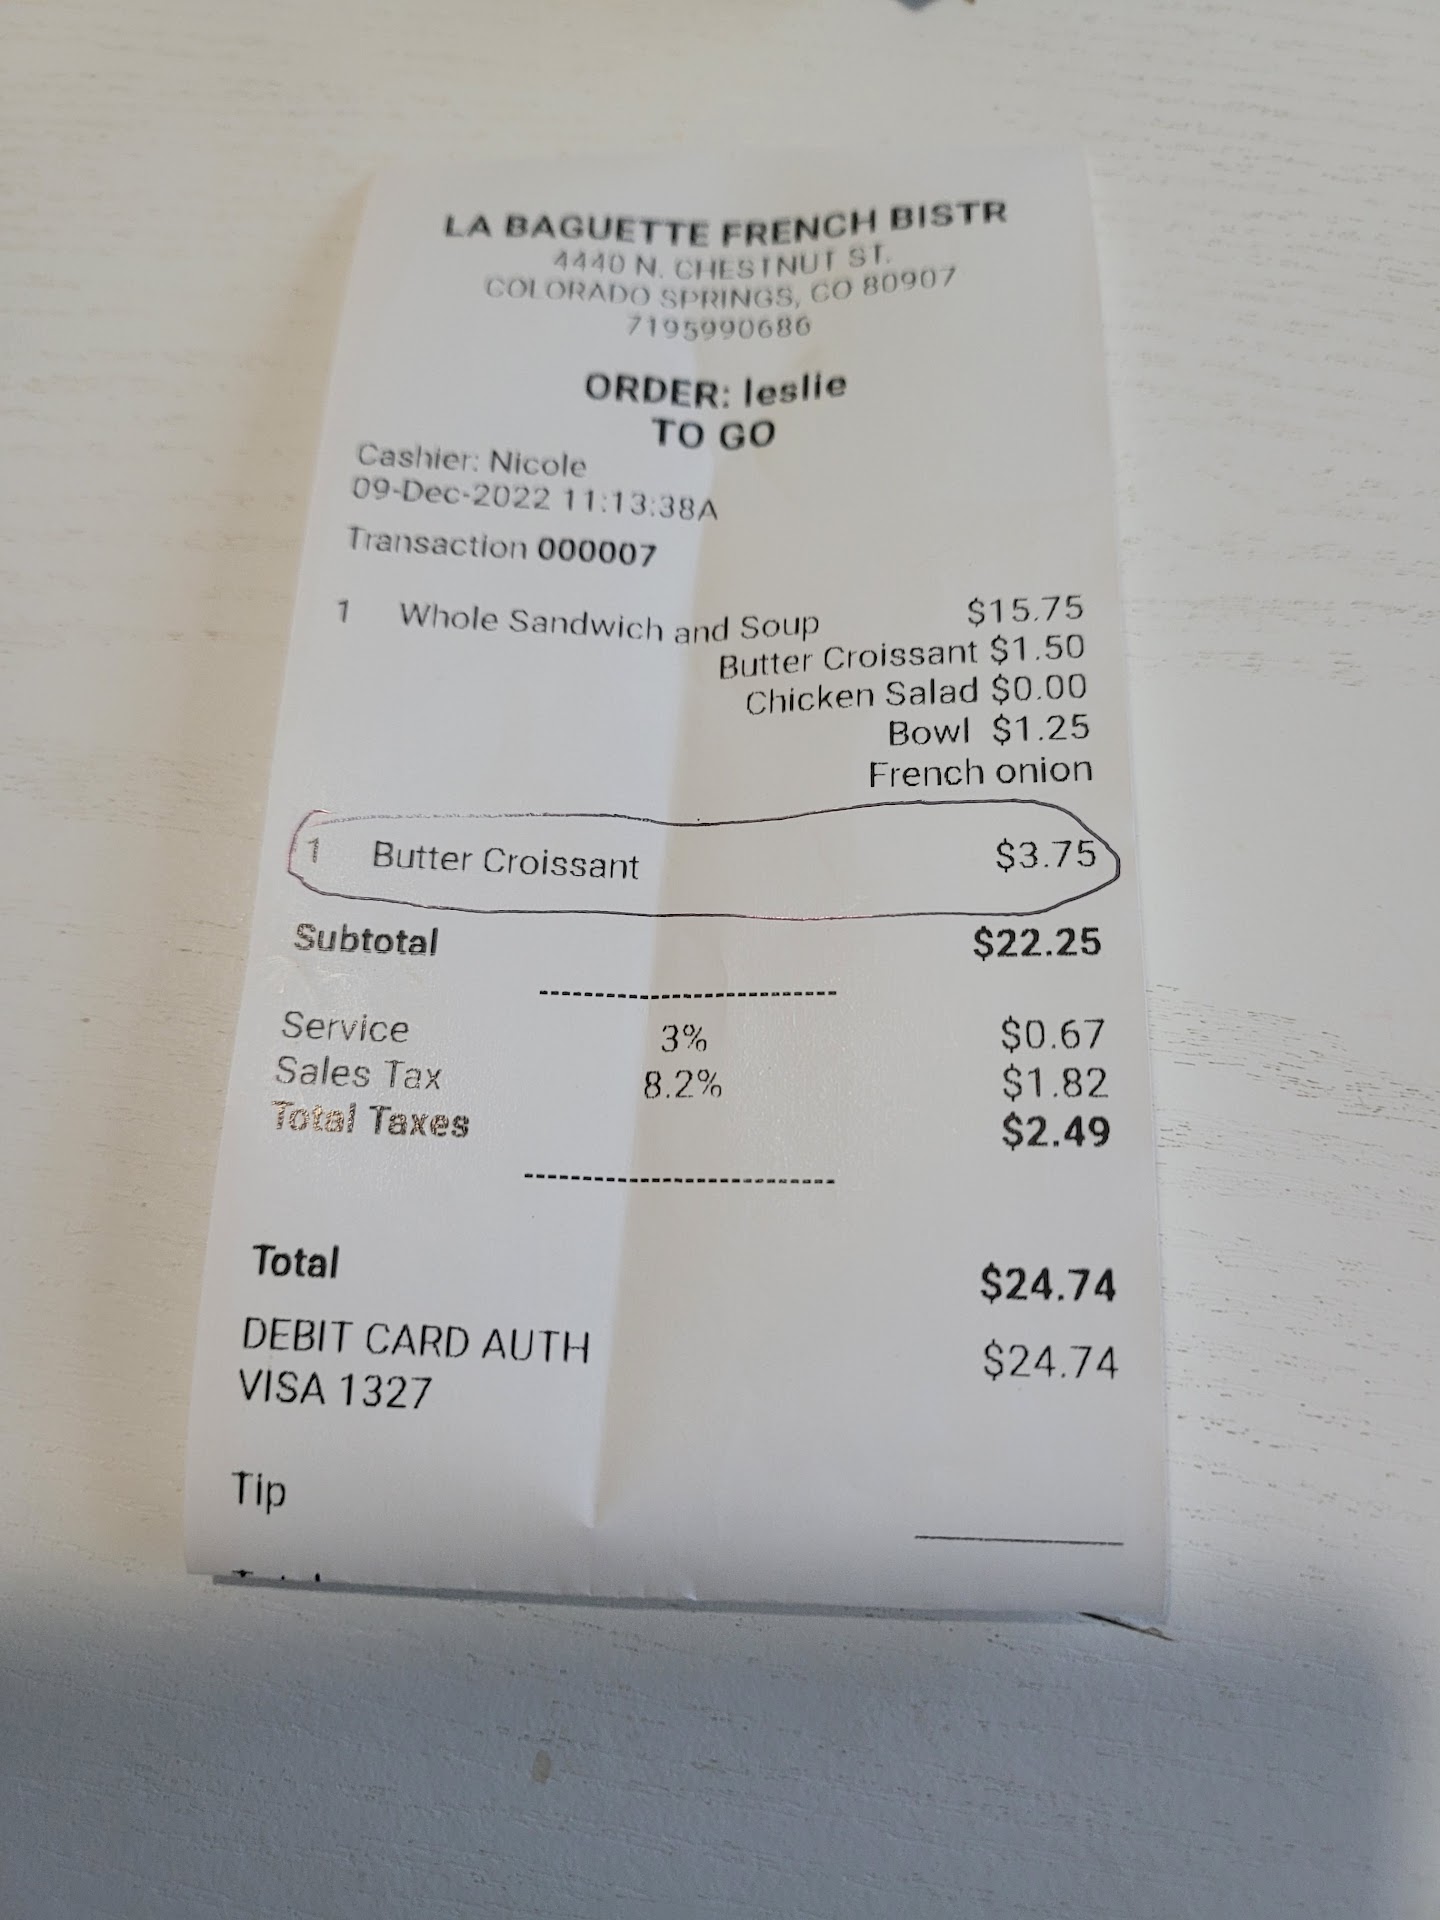 LA BAGUETTE FRENCH BISTR
4440 N. CHESTNUT ST.
COLORADO SPRINGS, CO 80907
7195990686
ORDER: leslie
TO GO
Cashier: Nicole
09-Dec-2022 11:13:38A
Transaction 000007
1 Whole Sandwich and Soup $15.75
Butter Croissant $1.50
Chicken Salad $0.00
Bowl $1.25
French onion
1 Butter Croissant $3.75
Subtotal $22.25
Service 3% $0.67
Sales Tax 8.2% $1.82
Total Taxes $2.49
Total $24.74
DEBIT CARD AUTH $24.74
VISA 1327
Tip